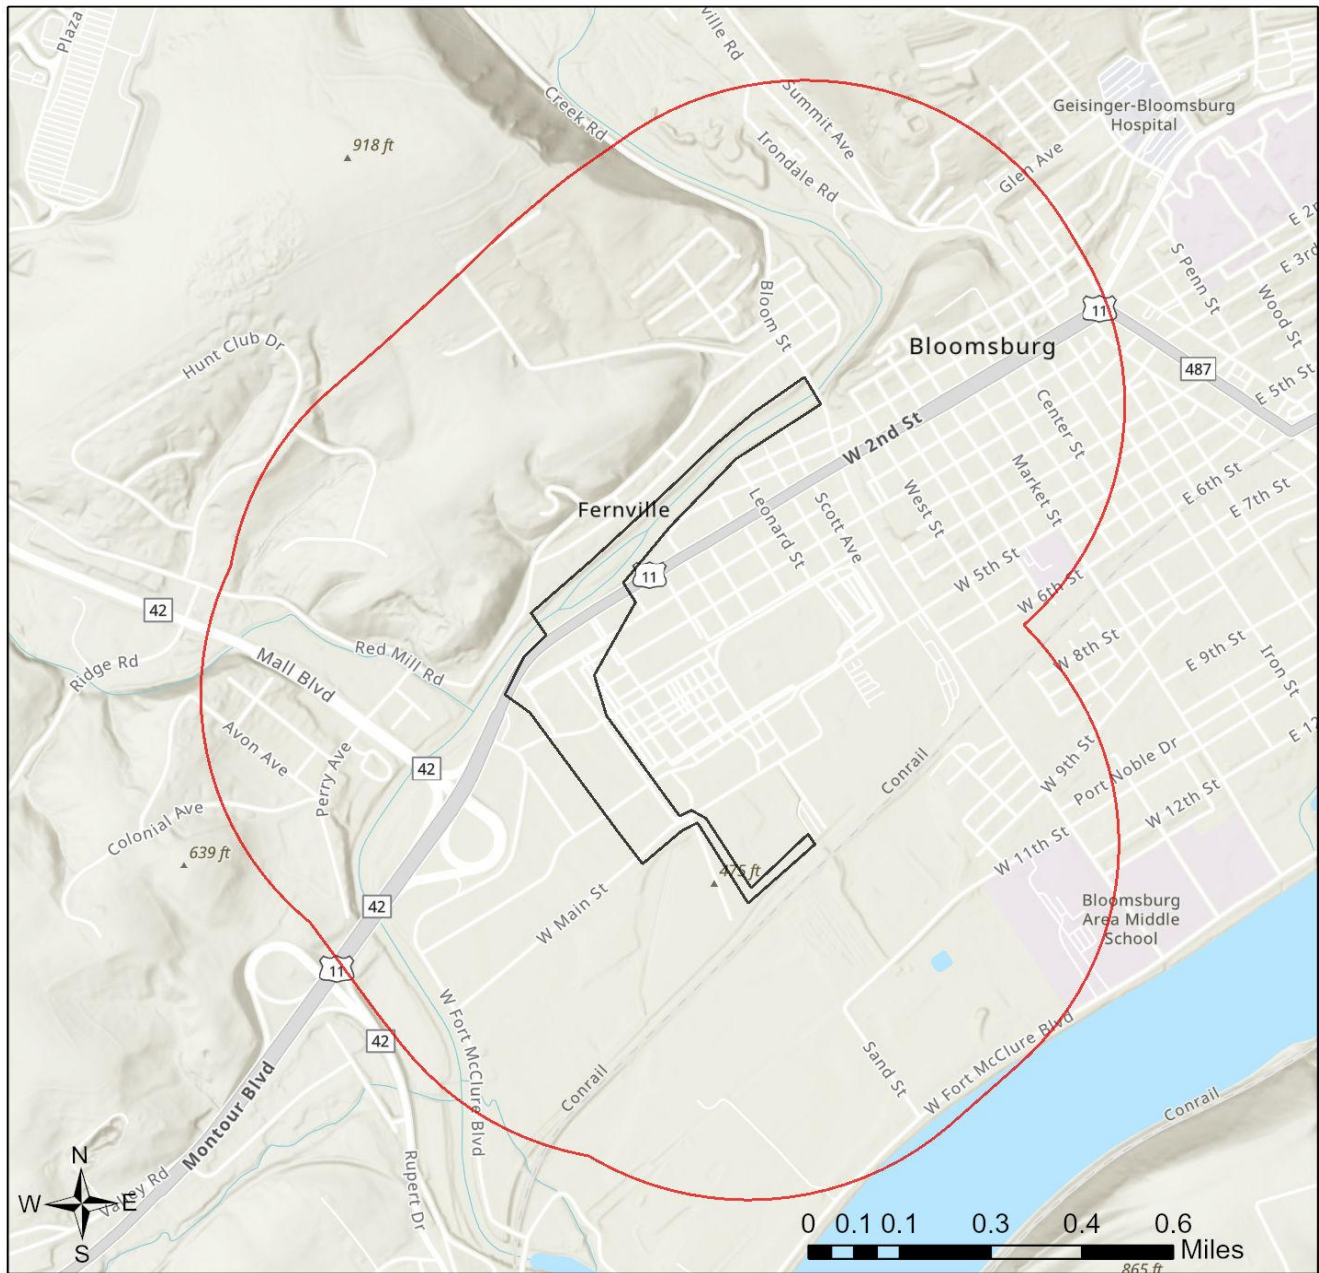 Plaza
ville Rd
Creek Rd
Summit Ave
Irondale Rd
Geisinger-Bloomsburg
Hospital
918 ft
Glen Ave
E 2n
E 3rd
S Penn St
Wood St
Bloom St
11
Bloomsburg
487
Hunt Club Dr
E 5th St
Center St
W 2nd St
Market St
E 6th St
E 7th St
Fernville
Leonard St
Scott Ave
West St
11
W 5th St
W 6th St
42
Red Mill Rd
W 8th St
E 9th St
Iron St
Ridge Rd
Mall Blvd
E 12
Avon Ave
Perry Ave
42
Conrail
W 9th St
Port Noble Dr
W 12th St
Colonial Ave
639 ft
475 ft
W 11th St
42
W Main St
Bloomsburg
Area Middle
School
11
42
W Fort McClure Blvd
Sand St
W Fort McClure Blvd
Conrail
Conrail
Montour Blvd
Valley Rd
Rupert Dr
N
W
E
S
0 0.1 0.1 0.3 0.4 0.6
Miles
865 ft